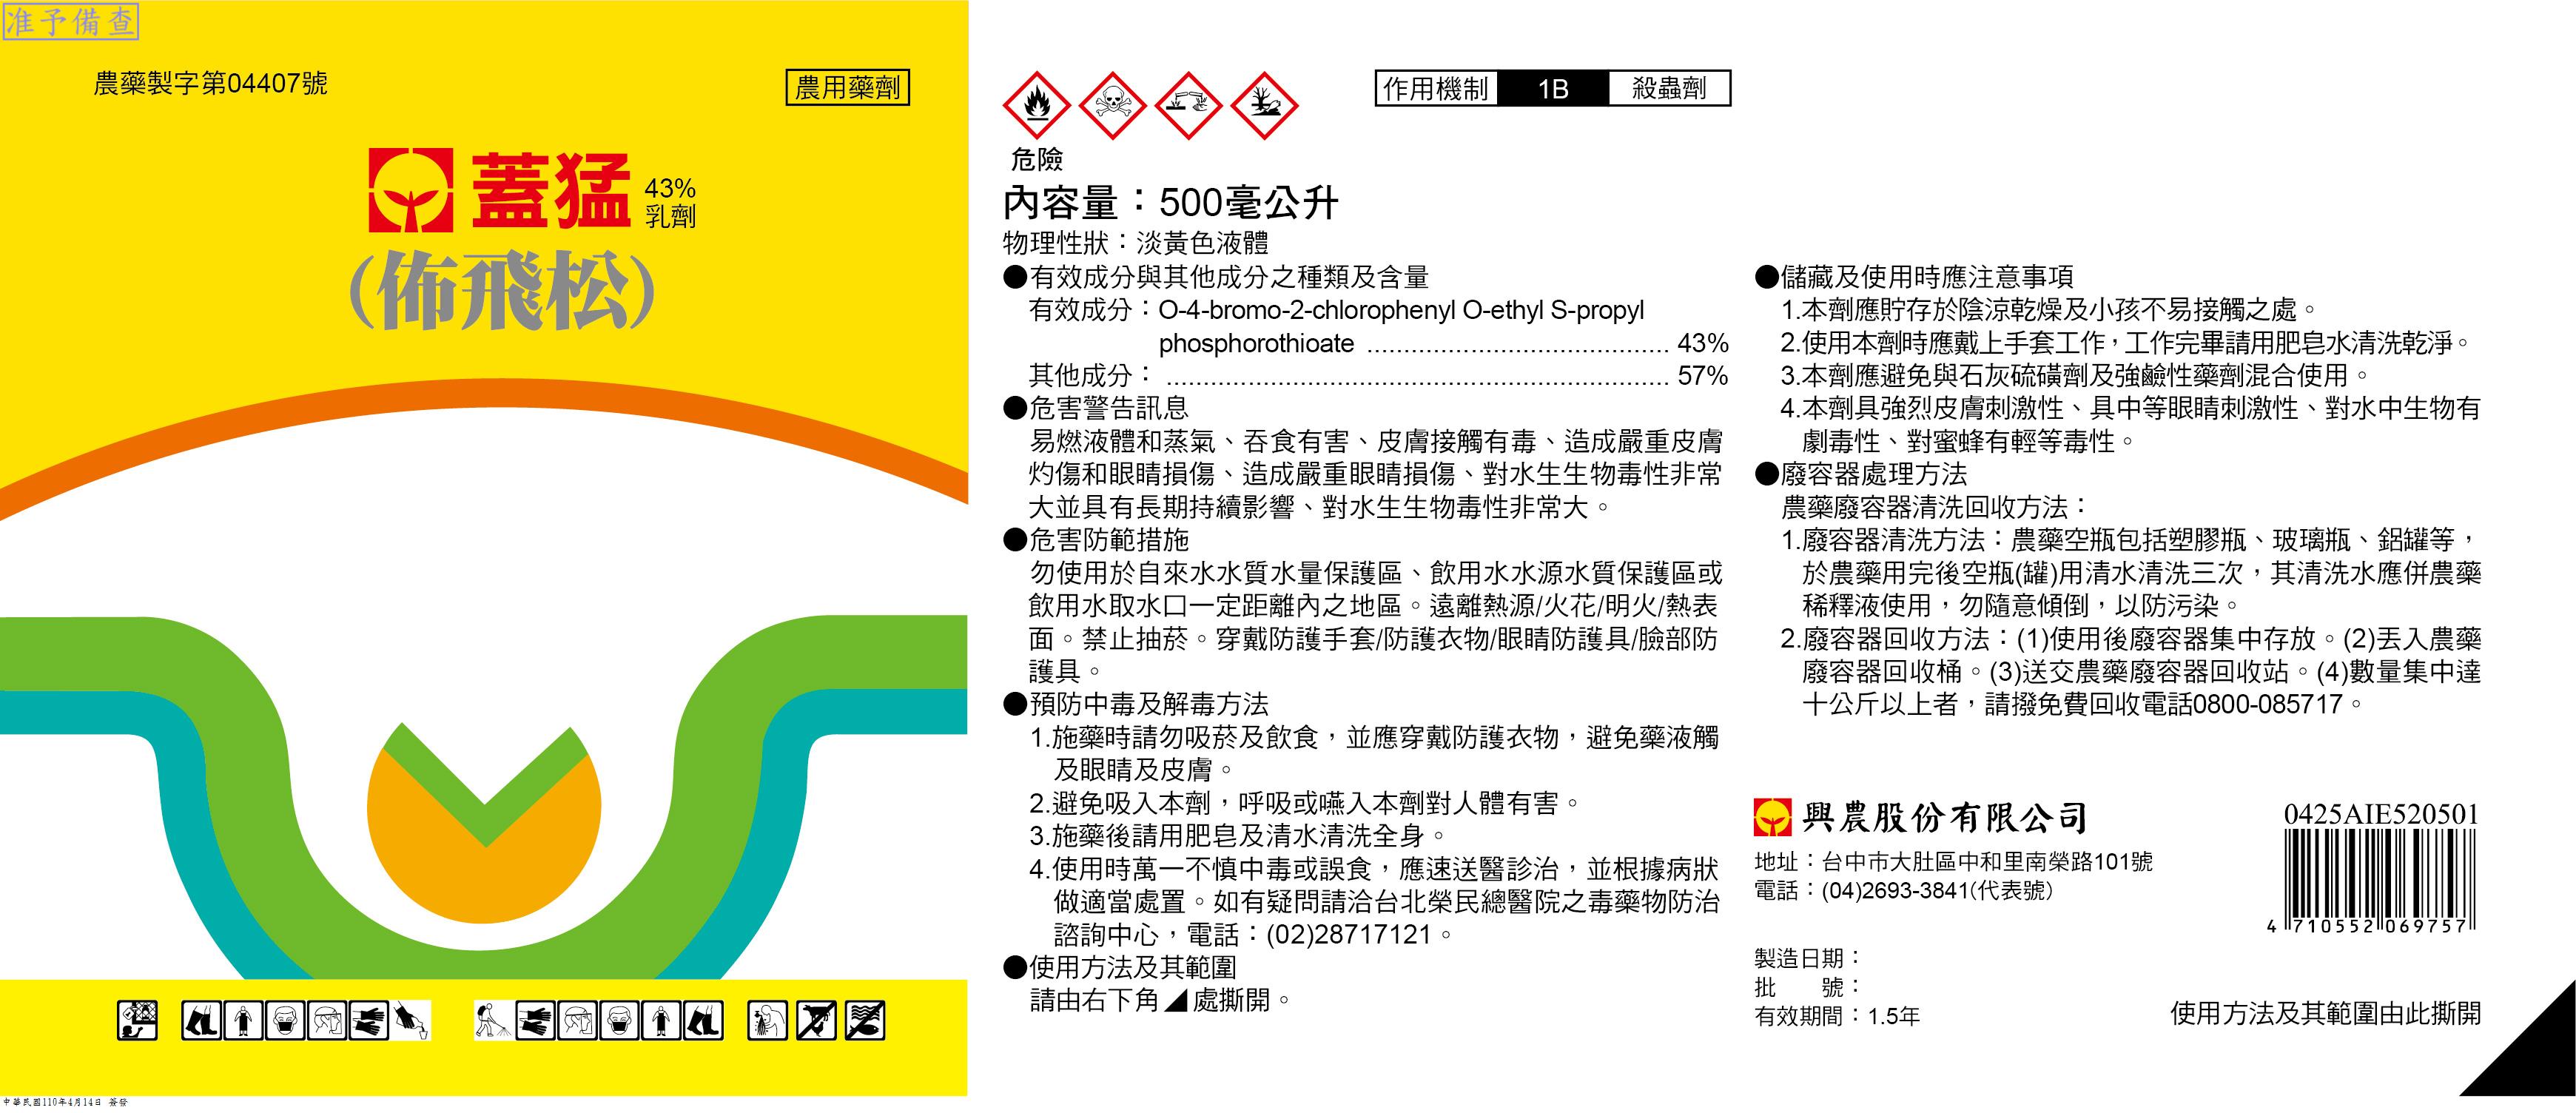 准予備查
農藥製字第04407號
農用藥劑
蓋猛
43%
乳劑
(佈飛松)
中華民國110年4月14日 簽發
作用機制 1B 殺蟲劑
危險
內容量：500毫公升
物理性狀：淡黃色液體
●有效成分與其他成分之種類及含量
有效成分：O-4-bromo-2-chlorophenyl O-ethyl S-propyl
phosphorothioate ......................................... 43%
其他成分： .................................................................... 57%
●危害警告訊息
易燃液體和蒸氣、吞食有害、皮膚接觸有毒、造成嚴重皮膚
灼傷和眼睛損傷、造成嚴重眼睛損傷、對水生生物毒性非常
大並具有長期持續影響、對水生生物毒性非常大。
●危害防範措施
勿使用於自來水水質水量保護區、飲用水水源水質保護區或
飲用水取水口一定距離內之地區。遠離熱源/火花/明火/熱表
面。禁止抽菸。穿戴防護手套/防護衣物/眼睛防護具/臉部防
護具。
●預防中毒及解毒方法
1.施藥時請勿吸菸及飲食，並應穿戴防護衣物，避免藥液觸
及眼睛及皮膚。
2.避免吸入本劑，呼吸或嚥入本劑對人體有害。
3.施藥後請用肥皂及清水清洗全身。
4.使用時萬一不慎中毒或誤食，應速送醫診治，並根據病狀
做適當處置。如有疑問請洽台北榮民總醫院之毒藥物防治
諮詢中心，電話：(02)28717121。
●使用方法及其範圍
請由右下角◢處撕開。
●儲藏及使用時應注意事項
1.本劑應貯存於陰涼乾燥及小孩不易接觸之處。
2.使用本劑時應戴上手套工作，工作完畢請用肥皂水清洗乾淨。
3.本劑應避免與石灰硫磺劑及強鹼性藥劑混合使用。
4.本劑具強烈皮膚刺激性、具中等眼睛刺激性、對水中生物有
劇毒性、對蜜蜂有輕等毒性。
●廢容器處理方法
農藥廢容器清洗回收方法：
1.廢容器清洗方法：農藥空瓶包括塑膠瓶、玻璃瓶、鋁罐等，
於農藥用完後空瓶(罐)用清水清洗三次，其清洗水應併農藥
稀釋液使用，勿隨意傾倒，以防污染。
2.廢容器回收方法：(1)使用後廢容器集中存放。(2)丟入農藥
廢容器回收桶。(3)送交農藥廢容器回收站。(4)數量集中達
十公斤以上者，請撥免費回收電話0800-085717。
興農股份有限公司
地址：台中市大肚區中和里南榮路101號
電話：(04)2693-3841(代表號)
0425AIE520501
4 710552 069757
製造日期：
批　　號：
有效期間：1.5年
使用方法及其範圍由此撕開